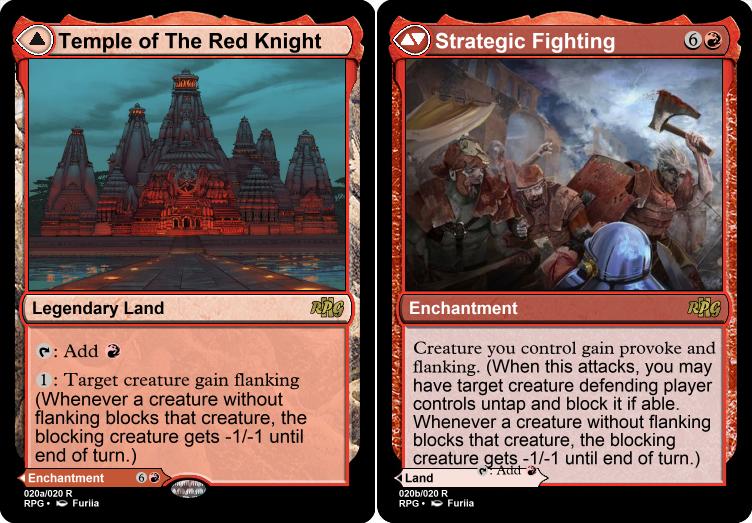 Temple of The Red Knight
Legendary Land
RPG
: Add
1: Target creature gain flanking
(Whenever a creature without
flanking blocks that creature, the
blocking creature gets -1/-1 until
end of turn.)
Enchantment 6
020a/020 R
RPG • Furiia
Strategic Fighting 6
Enchantment
RPG
Creature you control gain provoke and
flanking. (When this attacks, you may
have target creature defending player
controls untap and block it if able.
Whenever a creature without flanking
blocks that creature, the blocking
creature gets -1/-1 until end of turn.)
Land : Add
020b/020 R
RPG • Furiia